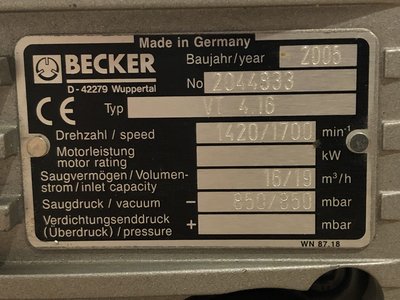 Made in Germany
BECKER
D-42279 Wuppertal
Baujahr/year 2005
No 2044833
CE Typ VT 4.16
Drehzahl / speed 1420/1700 min-1
Motorleistung
motor rating kW
Saugvermögen / Volumen-
strom / inlet capacity 16/19 m³/h
Saugdruck / vacuum – 850/850 mbar
Verdichtungsenddruck
(Überdruck) / pressure + mbar
WN 87.18